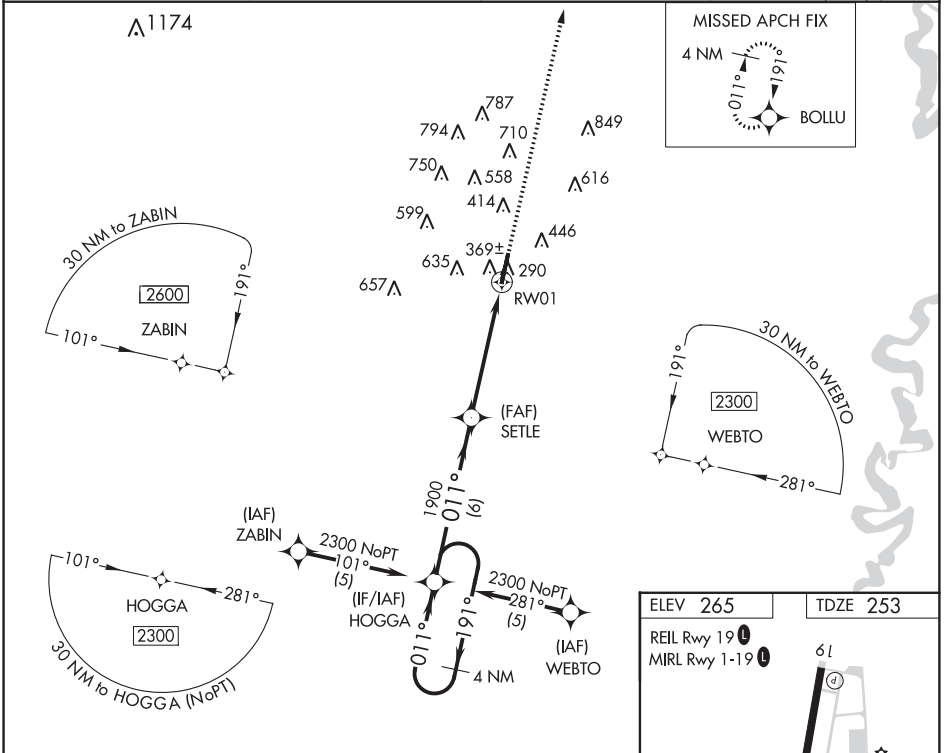 1174
MISSED APCH FIX
4 NM
011°
191°
BOLLU
787
794
710
849
750
558
616
414
599
446
369±
635
290
657
RW01
30 NM to ZABIN
2600
191°
ZABIN
101°
30 NM to WEBTO
191°
2300
WEBTO
281°
(FAF)
SETLE
1900
011°
(6)
(IAF)
ZABIN
2300 NoPT
101°
(5)
(IF/IAF)
HOGGA
2300 NoPT
281°
(5)
(IAF)
WEBTO
011°
191°
4 NM
101°
281°
HOGGA
2300
30 NM to HOGGA (NoPT)
ELEV 265
TDZE 253
REIL Rwy 19 L
MIRL Rwy 1-19 L
19
P